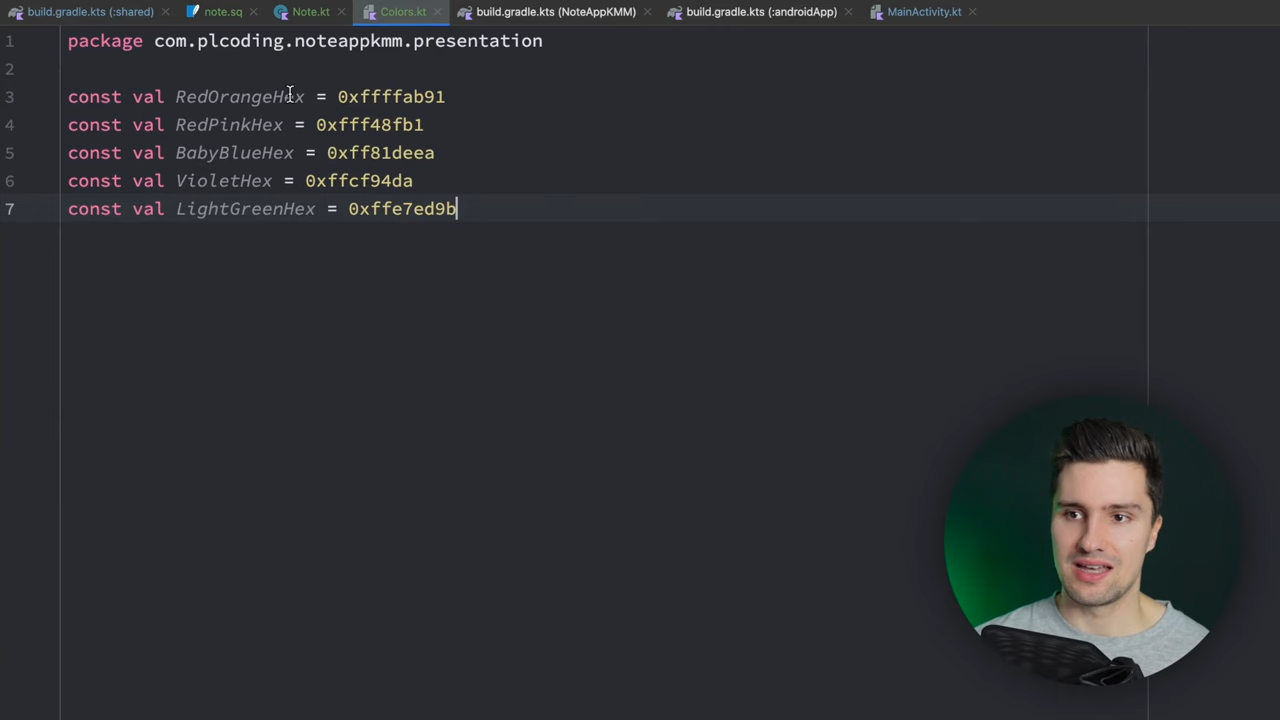 build.gradle.kts (:shared) note.sq Note.kt Colors.kt build.gradle.kts (NoteAppKMM) build.gradle.kts (:androidApp) MainActivity.kt
1 package com.plcoding.noteappkmm.presentation
2
3 const val RedOrangeHex = 0xffffab91
4 const val RedPinkHex = 0xfff48fb1
5 const val BabyBlueHex = 0xff81deea
6 const val VioletHex = 0xffcf94da
7 const val LightGreenHex = 0xffe7ed9b